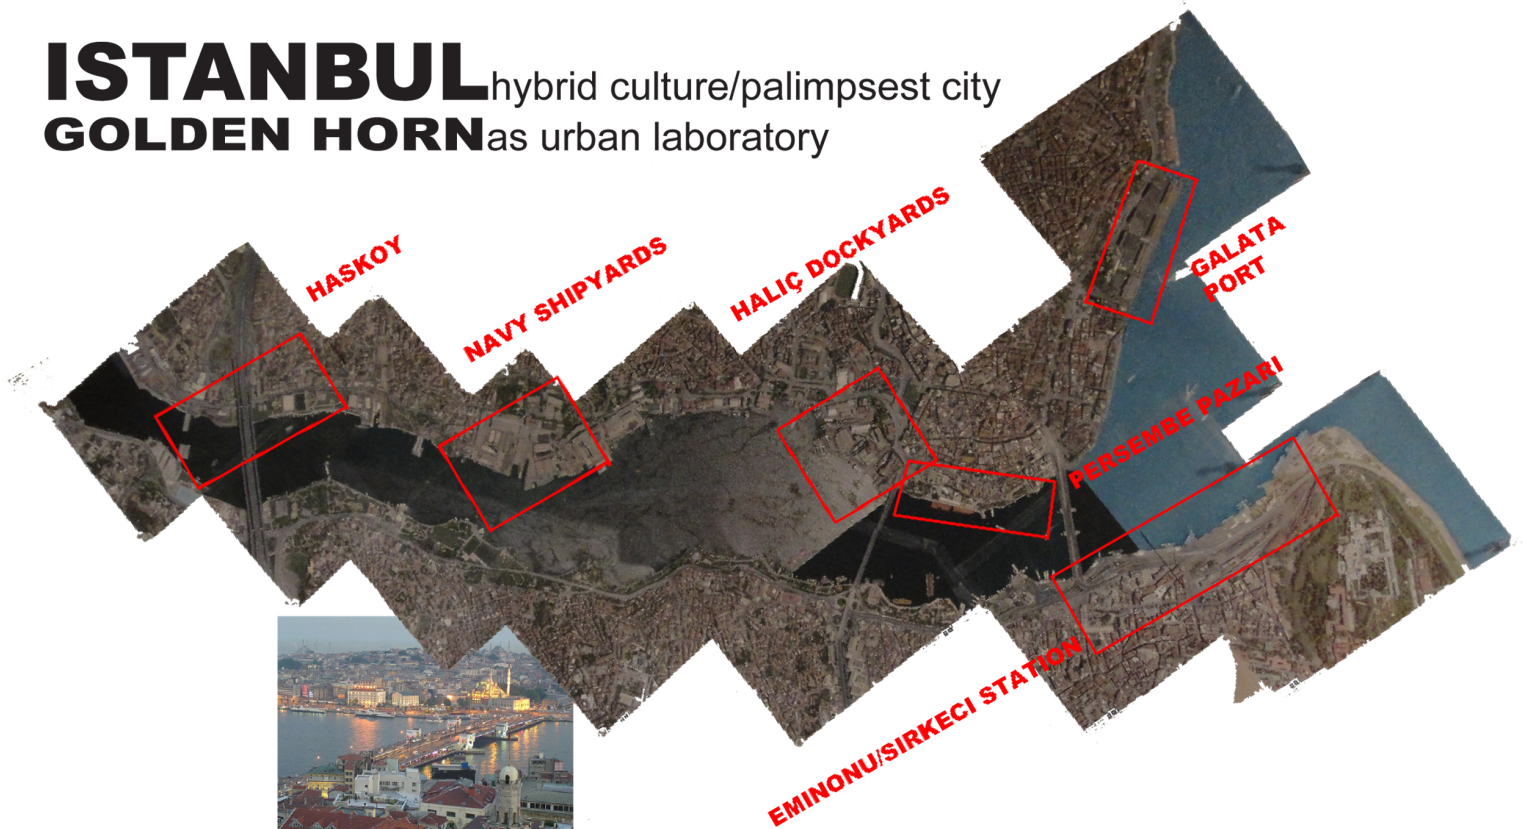 ISTANBUL hybrid culture/palimpsest city
GOLDEN HORN as urban laboratory
HASKOY
NAVY SHIPYARDS
HALIÇ DOCKYARDS
GALATA
PORT
PERSEMBE PAZARI
EMINONU/SIRKECI STATION